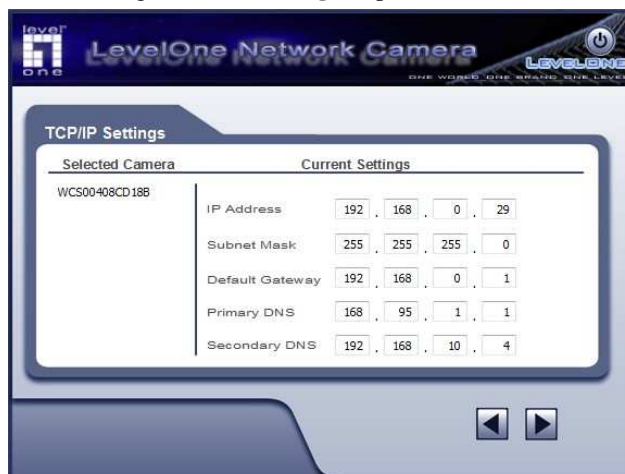 level
one
LevelOne Network Camera
LEVELONE
ONE WORLD ONE BRAND ONE LEVEL
TCP/IP Settings
Selected Camera Current Settings
WCS00408CD18B
IP Address 192 . 168 . 0 . 29
Subnet Mask 255 . 255 . 255 . 0
Default Gateway 192 . 168 . 0 . 1
Primary DNS 168 . 95 . 1 . 1
Secondary DNS 192 . 168 . 10 . 4